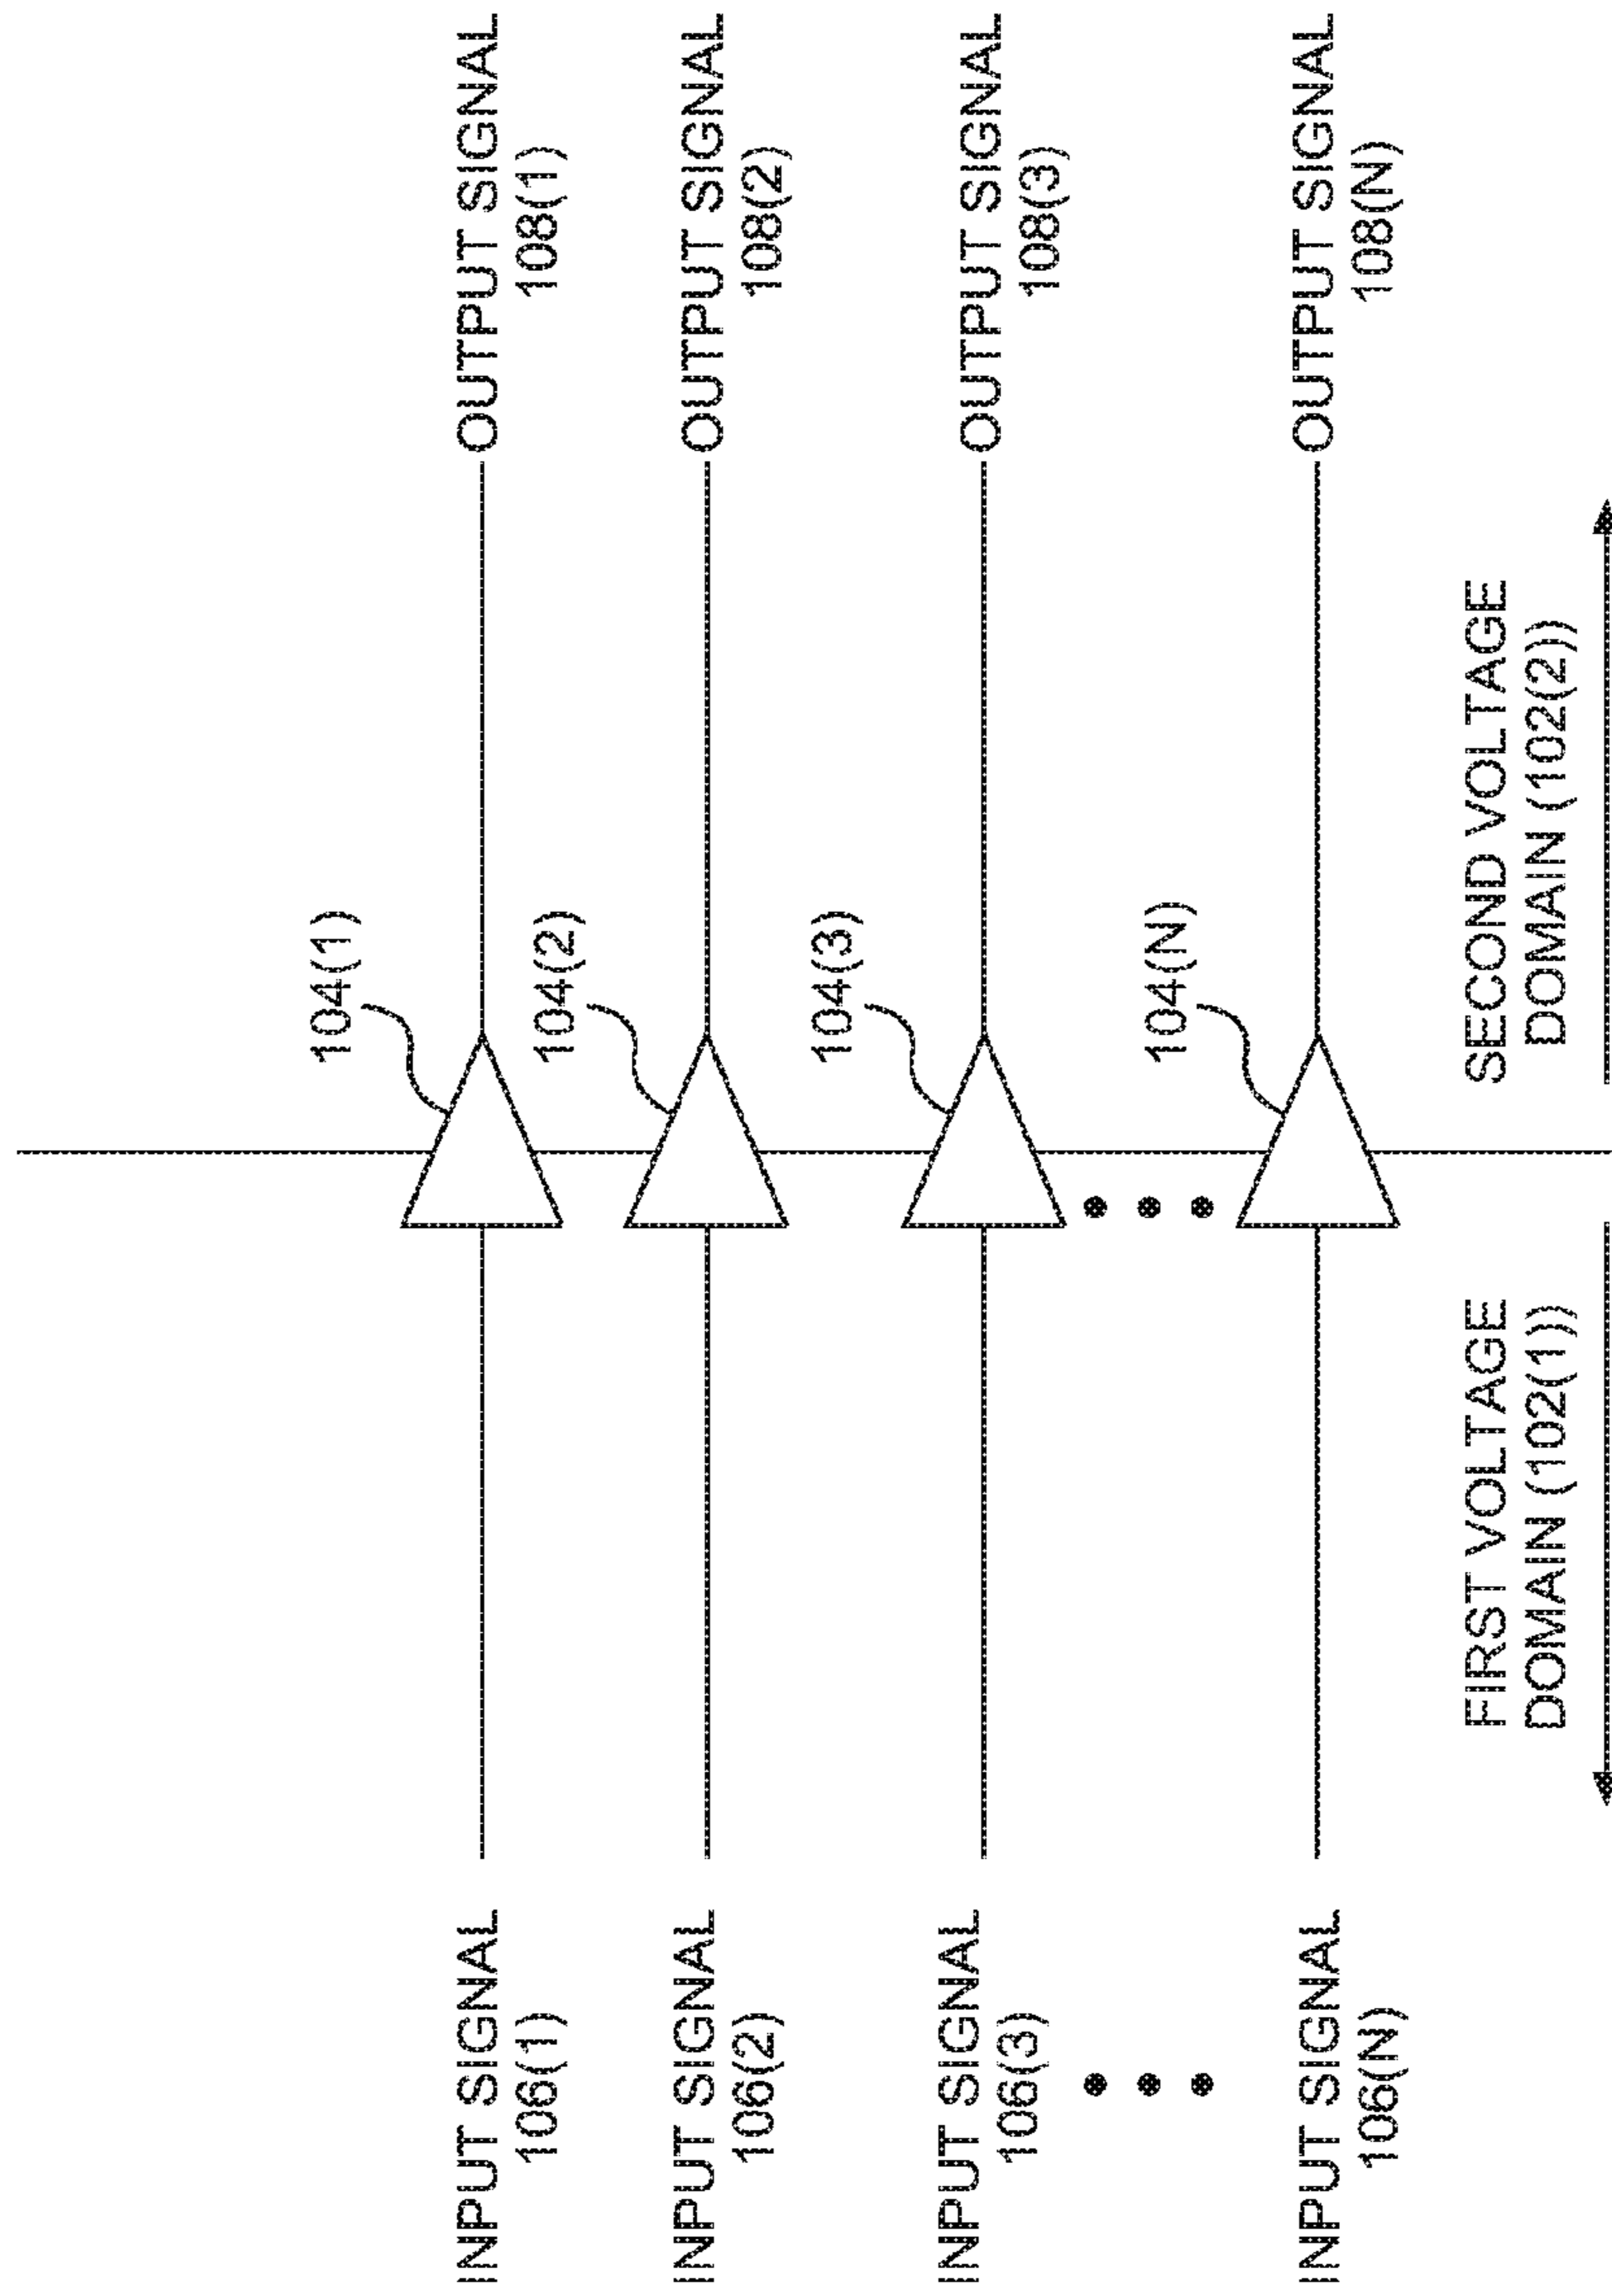 104(1)
INPUT SIGNAL
106(1)
OUTPUT SIGNAL
108(1)
104(2)
INPUT SIGNAL
106(2)
OUTPUT SIGNAL
108(2)
104(3)
INPUT SIGNAL
106(3)
OUTPUT SIGNAL
108(3)
104(N)
INPUT SIGNAL
106(N)
OUTPUT SIGNAL
108(N)
FIRST VOLTAGE
DOMAIN (102(1))
SECOND VOLTAGE
DOMAIN (102(2))